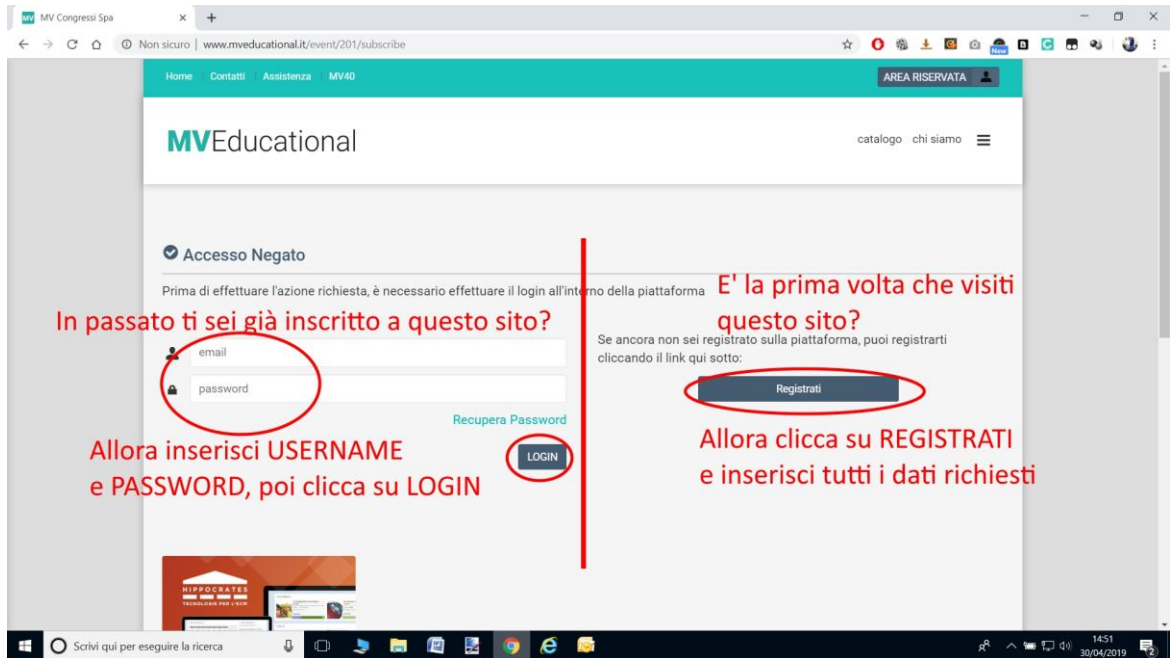 MV Congressi Spa
Non sicuro | www.mveducational.it/event/201/subscribe
New
Home Contatti Assistenza MV40
AREA RISERVATA
MVEducational
catalogo chi siamo
Accesso Negato
Prima di effettuare l'azione richiesta, è necessario effettuare il login all'interno della piattaforma
In passato ti sei già inscritto a questo sito?
email
password
Recupera Password
LOGIN
Allora inserisci USERNAME
e PASSWORD, poi clicca su LOGIN
E' la prima volta che visiti
questo sito?
Se ancora non sei registrato sulla piattaforma, puoi registrarti
cliccando il link qui sotto:
Registrati
Allora clicca su REGISTRATI
e inserisci tutti i dati richiesti
HIPPOCRATES
TECNOLOGIE PER L'ECM
Scrivi qui per eseguire la ricerca
14:51
30/04/2019